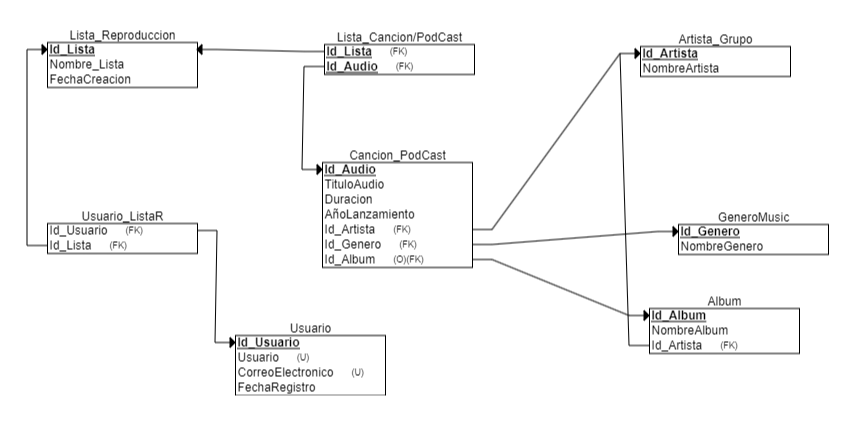 Lista_Reproduccion
Id_Lista
Nombre_Lista
FechaCreacion
Lista_Cancion/PodCast
Id_Lista (FK)
Id_Audio (FK)
Artista_Grupo
Id_Artista
NombreArtista
Cancion_PodCast
Id_Audio
TituloAudio
Duracion
AñoLanzamiento
Id_Artista (FK)
Id_Genero (FK)
Id_Album (O)(FK)
Usuario_ListaR
Id_Usuario (FK)
Id_Lista (FK)
GeneroMusic
Id_Genero
NombreGenero
Usuario
Id_Usuario
Usuario (U)
CorreoElectronico (U)
FechaRegistro
Album
Id_Album
NombreAlbum
Id_Artista (FK)